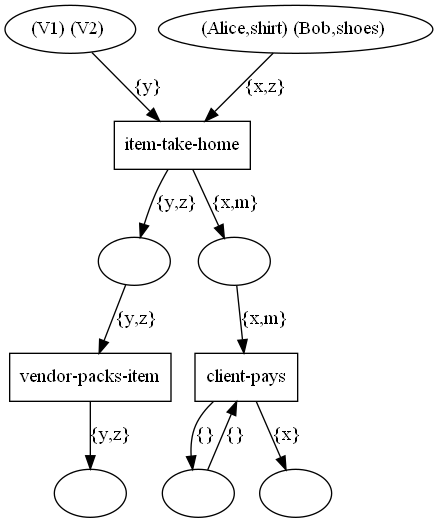 (V1) (V2)
(Alice,shirt) (Bob,shoes)
{y}
{x,z}
item-take-home
{y,z}
{x,m}
{y,z}
{x,m}
vendor-packs-item
client-pays
{y,z}
{}
{}
{x}